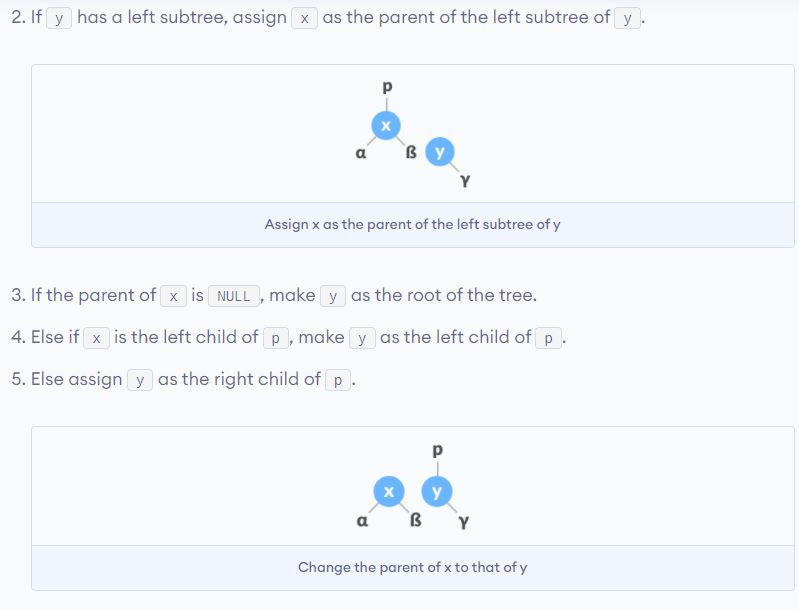 2. If y has a left subtree, assign x as the parent of the left subtree of y.
p
x
α ß y
γ
Assign x as the parent of the left subtree of y
3. If the parent of x is NULL, make y as the root of the tree.
4. Else if x is the left child of p, make y as the left child of p.
5. Else assign y as the right child of p.
p
x y
α ß γ
Change the parent of x to that of y